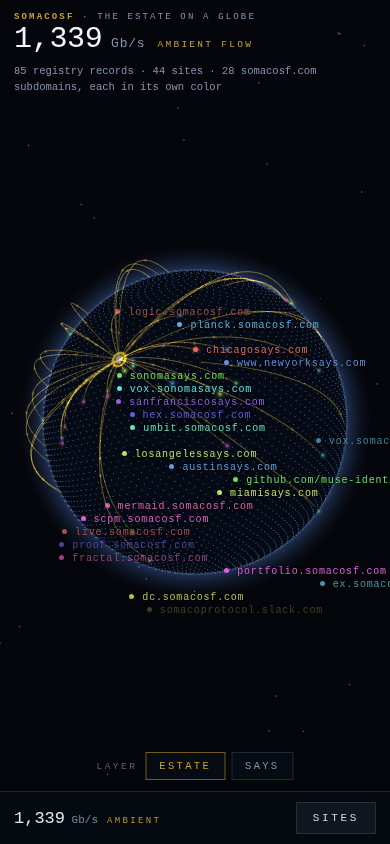 SOMACOSF · THE ESTATE ON A GLOBE
1,339 Gb/s AMBIENT FLOW
85 registry records · 44 sites · 28 somacosf.com
subdomains, each in its own color
logic.somacosf.com
planck.somacosf.com
chicagosays.com
www.newyorksays.com
sonomasays.com
vox.sonomasays.com
sanfranciscosays.com
hex.somacosf.com
umbit.somacosf.com
vox.somac
losangelessays.com
austinsays.com
github.com/muse-ident
miamisays.com
mermaid.somacosf.com
scpm.somacosf.com
live.somacosf.com
proof.somacosf.com
fractal.somacosf.com
portfolio.somacosf.com
ex.somaco
dc.somacosf.com
somacoprotocol.slack.com
LAYER ESTATE SAYS
1,339 Gb/s AMBIENT SITES